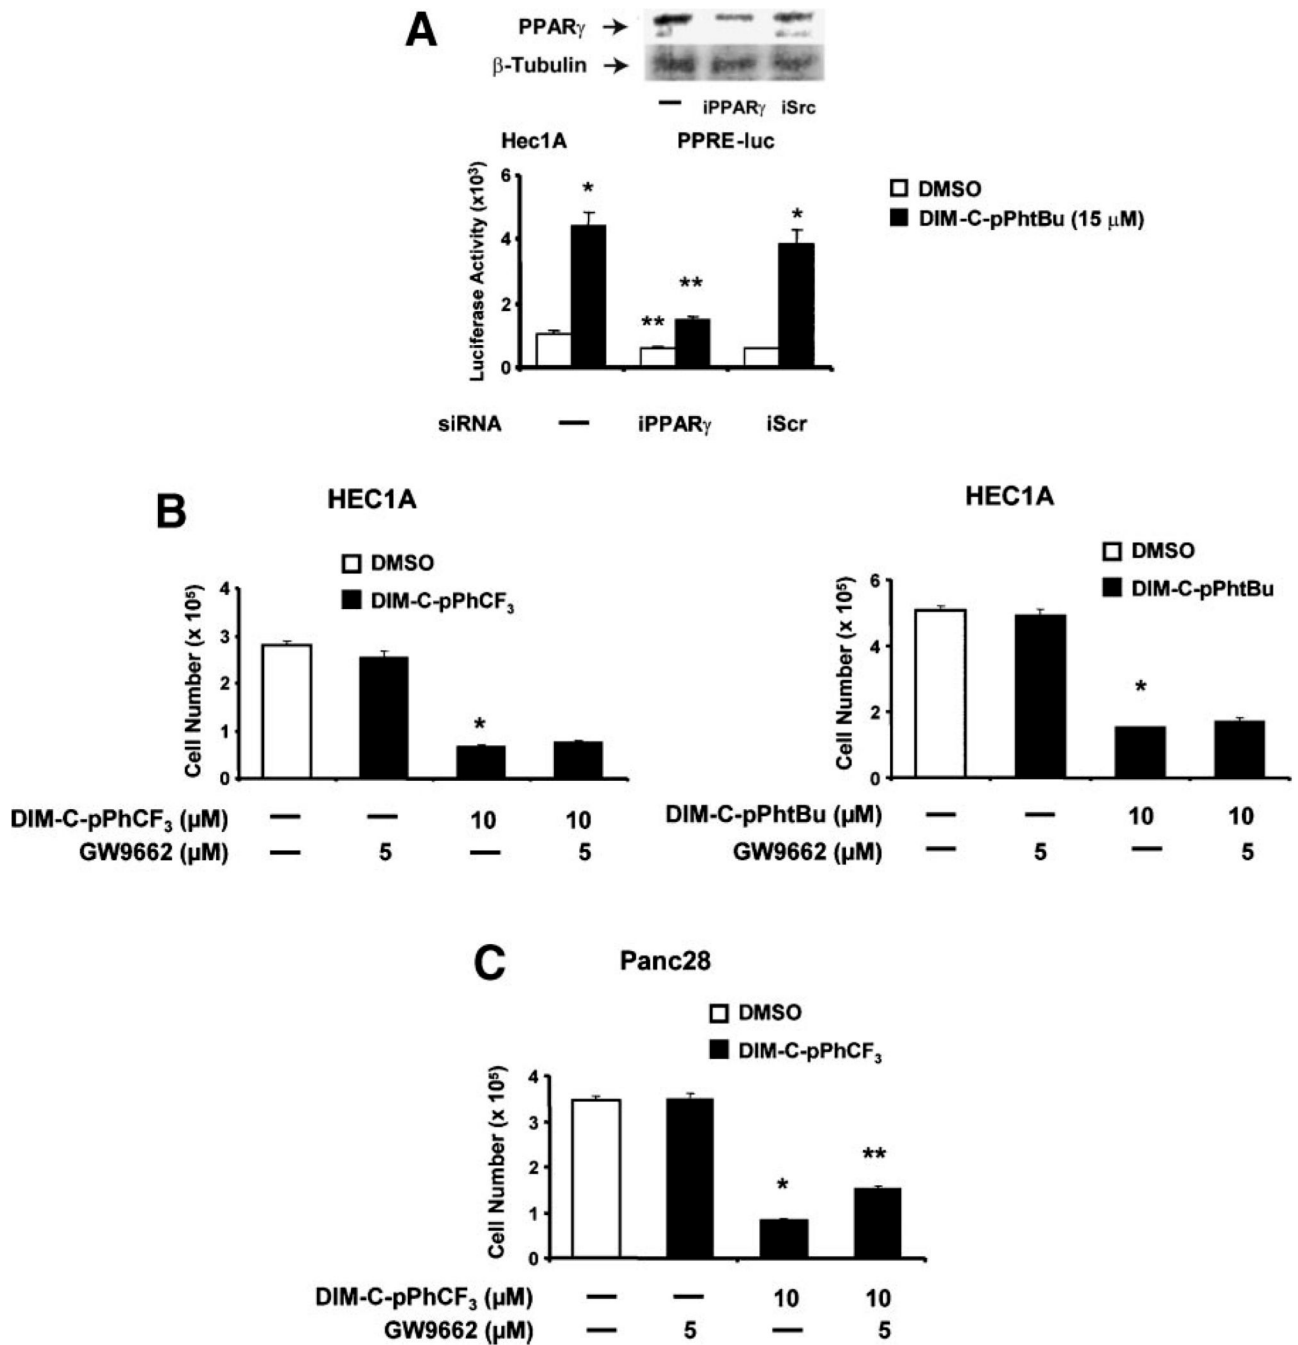 A
PPARγ →
β-Tubulin →
— iPPARγ iSrc
Hec1A PPRE-luc
Luciferase Activity (x10³)
6
4
2
0
* ** ** *
DMSO
DIM-C-pPhtBu (15 μM)
siRNA — iPPARγ iScr
B
HEC1A
DMSO
DIM-C-pPhCF₃
Cell Number (x 10⁵)
4
3
2
1
0
*
DIM-C-pPhCF₃ (μM) — — 10 10
GW9662 (μM) — 5 — 5
HEC1A
DMSO
DIM-C-pPhtBu
Cell Number (x 10⁵)
6
4
2
0
*
DIM-C-pPhtBu (μM) — — 10 10
GW9662 (μM) — 5 — 5
C
Panc28
DMSO
DIM-C-pPhCF₃
Cell Number (x 10⁵)
4
3
2
1
0
* **
DIM-C-pPhCF₃ (μM) — — 10 10
GW9662 (μM) — 5 — 5